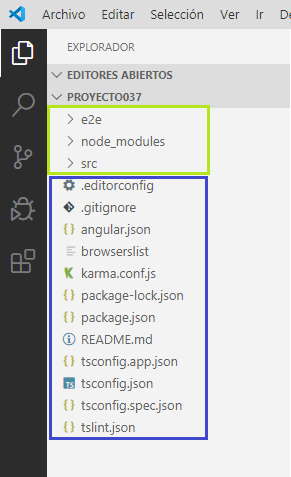 Archivo Editar Selección Ver Ir
EXPLORADOR
EDITORES ABIERTOS
PROYECTO037
e2e
node_modules
src
.editorconfig
.gitignore
angular.json
browserslist
karma.conf.js
package-lock.json
package.json
README.md
tsconfig.app.json
tsconfig.json
tsconfig.spec.json
tslint.json